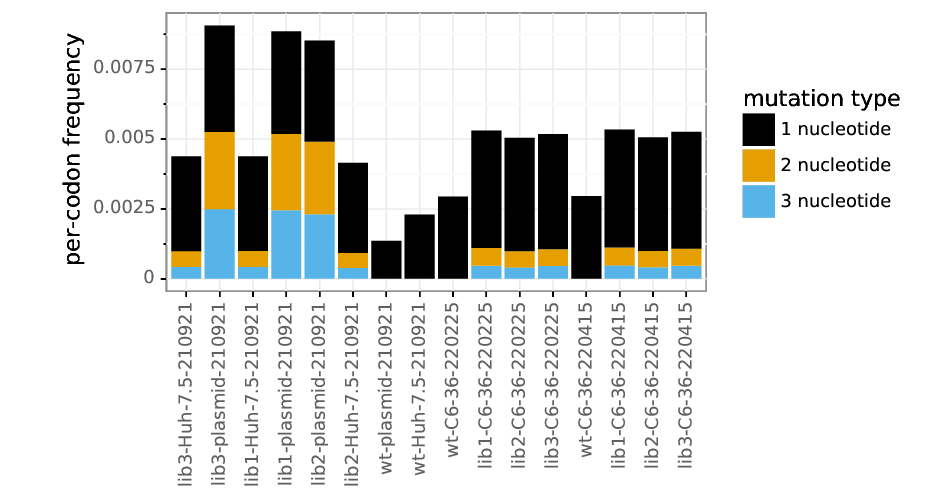 per-codon frequency
0.0075
0.005
0.0025
0
lib3-Huh-7.5-210921
lib3-plasmid-210921
lib1-Huh-7.5-210921
lib1-plasmid-210921
lib2-plasmid-210921
lib2-Huh-7.5-210921
wt-plasmid-210921
wt-Huh-7.5-210921
wt-C6-36-220225
lib1-C6-36-220225
lib2-C6-36-220225
lib3-C6-36-220225
wt-C6-36-220415
lib1-C6-36-220415
lib2-C6-36-220415
lib3-C6-36-220415
mutation type
1 nucleotide
2 nucleotide
3 nucleotide